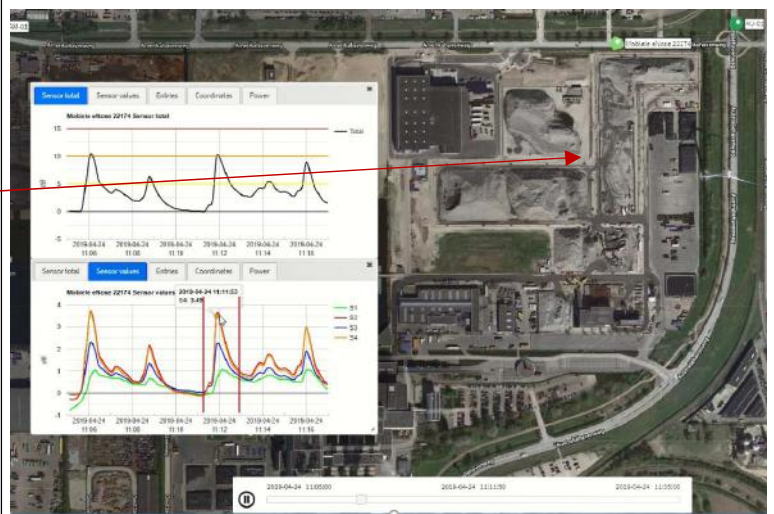 AU-01
Mobiele eNose 22174
Sensor total Sensor values Entries Coordinates Power
Mobiele eNose 22174 Sensor total
15
10
5
0
-5
Total
2019-04-24 2019-04-24 2019-04-24 2019-04-24 2019-04-24 2019-04-24
11:06 11:08 11:10 11:12 11:14 11:16
Sensor total Sensor values Entries Coordinates Power
Mobiele eNose 22174 Sensor values
2019-04-24 11:11:53
S4: 3.49
4
3
2
1
0
-1
S1
S2
S3
S4
2019-04-24 2019-04-24 2019-04-24 2019-04-24 2019-04-24 2019-04-24
11:06 11:08 11:10 11:12 11:14 11:16
2019-04-24 11:05:00 2019-04-24 11:11:50 2019-04-24 11:35:00